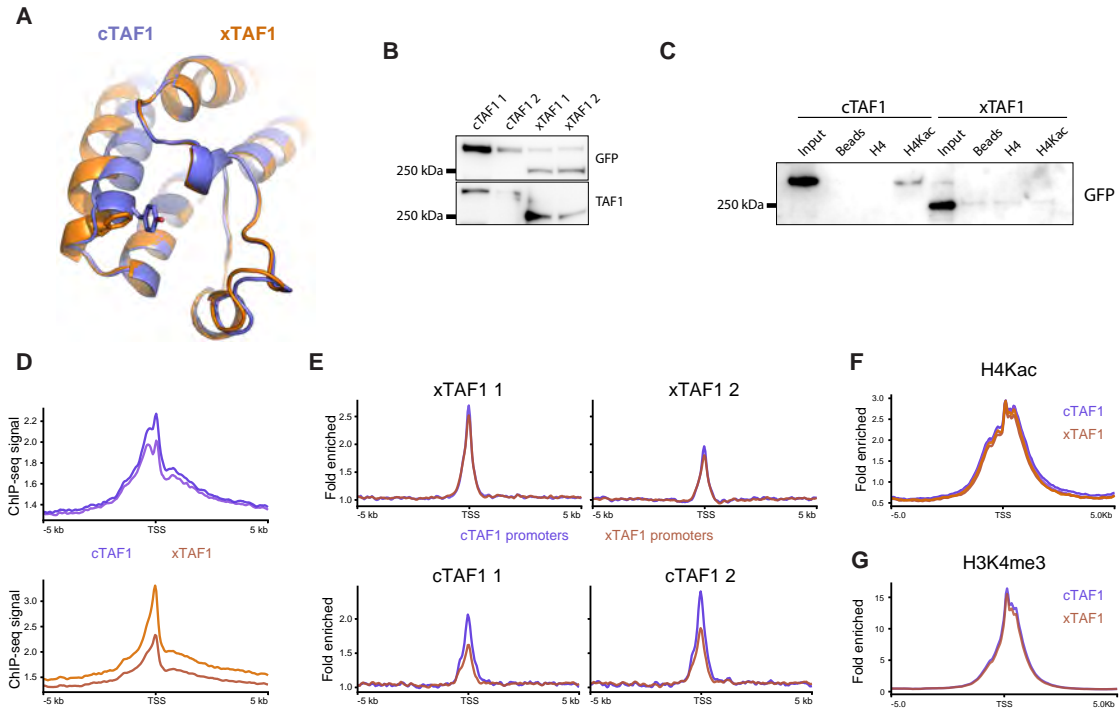 A
cTAF1 xTAF1
B
cTAF1 1 cTAF1 2 xTAF1 1 xTAF1 2
GFP
250 kDa
TAF1
250 kDa
C
cTAF1 xTAF1
Input Beads H4 H4Kac Input Beads H4 H4Kac
250 kDa
GFP
D
ChIP-seq signal
2.2
2.0
1.8
1.6
1.4
-5 kb TSS 5 kb
cTAF1 xTAF1
ChIP-seq signal
3.0
2.5
2.0
1.5
-5 kb TSS 5 kb
E
xTAF1 1 xTAF1 2
Fold enriched
2.5
2.0
1.5
1.0
-5 kb TSS 5 kb
Fold enriched
-5 kb TSS 5 kb
cTAF1 promoters xTAF1 promoters
cTAF1 1 cTAF1 2
Fold enriched
2.0
1.5
1.0
-5 kb TSS 5 kb
Fold enriched
-5 kb TSS 5 kb
F
H4Kac
Fold enriched
3.0
2.5
2.0
1.5
1.0
0.5
cTAF1
xTAF1
-5.0 TSS 5.0Kb
G
H3K4me3
Fold enriched
15
10
5
0
cTAF1
xTAF1
-5.0 TSS 5.0Kb